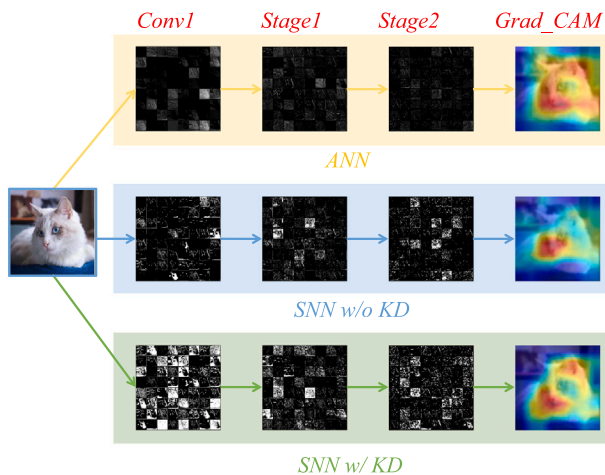 Conv1 Stage1 Stage2 Grad_CAM
ANN
SNN w/o KD
SNN w/ KD